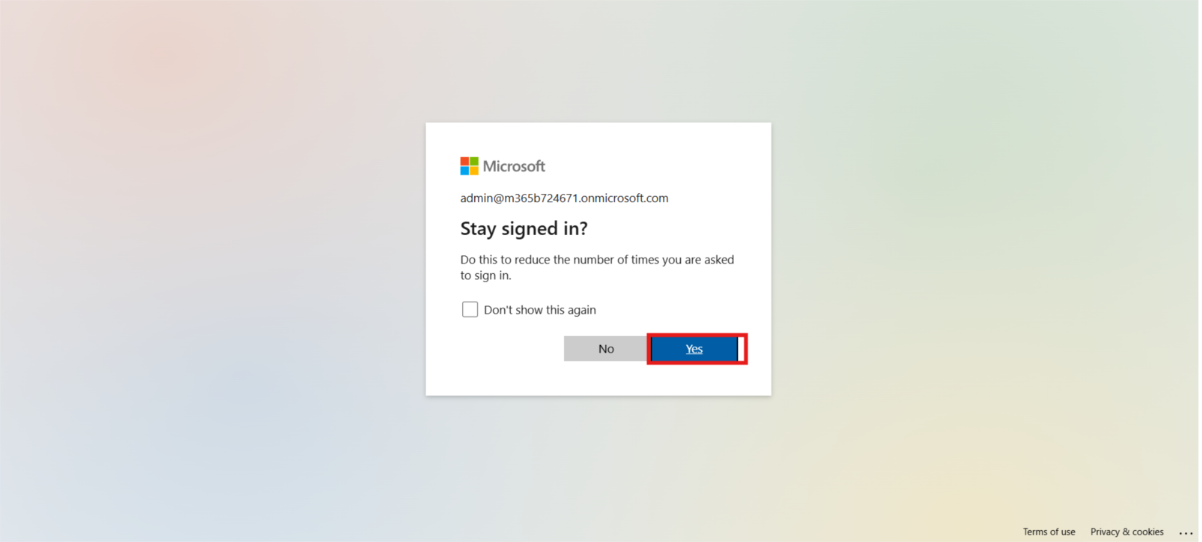 Microsoft
admin@m365b724671.onmicrosoft.com
Stay signed in?
Do this to reduce the number of times you are asked
to sign in.
Don't show this again
No
Yes
Terms of use
Privacy & cookies
...